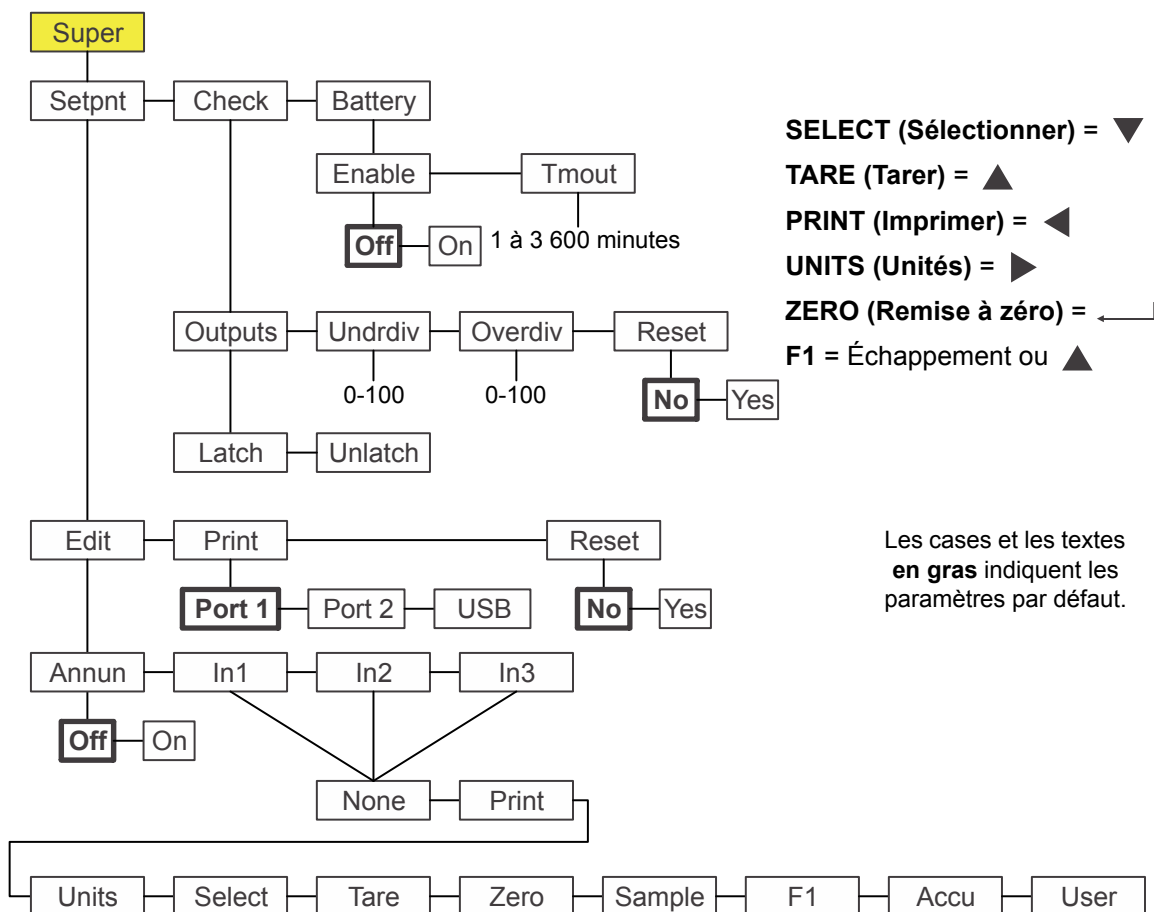 Super
Setpnt
Check
Battery
Enable
Tmout
Off
On
1 à 3 600 minutes
Outputs
Undrdiv
Overdiv
Reset
0-100
0-100
No
Yes
Latch
Unlatch
SELECT (Sélectionner) =
TARE (Tarer) =
PRINT (Imprimer) =
UNITS (Unités) =
ZERO (Remise à zéro) =
F1 = Échappement ou
Edit
Print
Reset
Port 1
Port 2
USB
No
Yes
Les cases et les textes
en gras indiquent les
paramètres par défaut.
Annun
In1
In2
In3
Off
On
None
Print
Units
Select
Tare
Zero
Sample
F1
Accu
User